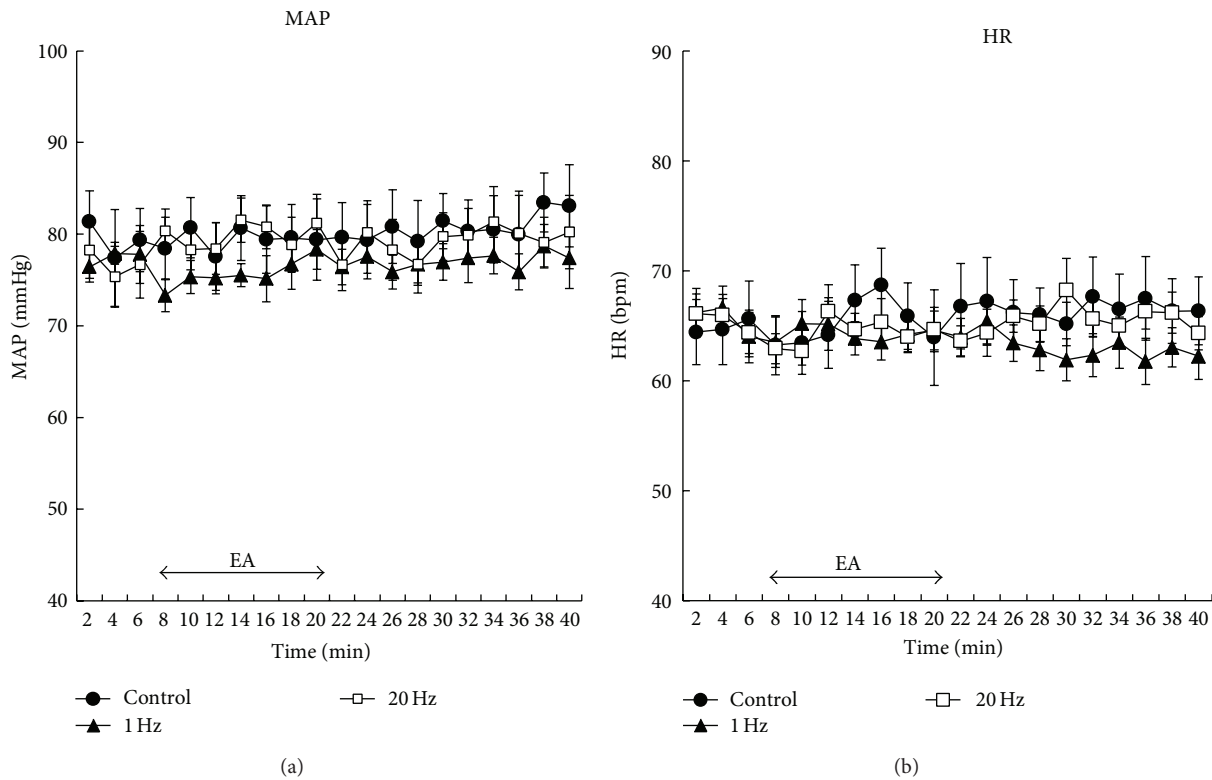 MAP
100
90
80
70
60
50
40
MAP (mmHg)
EA
2 4 6 8 10 12 14 16 18 20 22 24 26 28 30 32 34 36 38 40
Time (min)
Control
20 Hz
1 Hz
(a)
HR
90
80
70
60
50
40
HR (bpm)
EA
2 4 6 8 10 12 14 16 18 20 22 24 26 28 30 32 34 36 38 40
Time (min)
Control
20 Hz
1 Hz
(b)